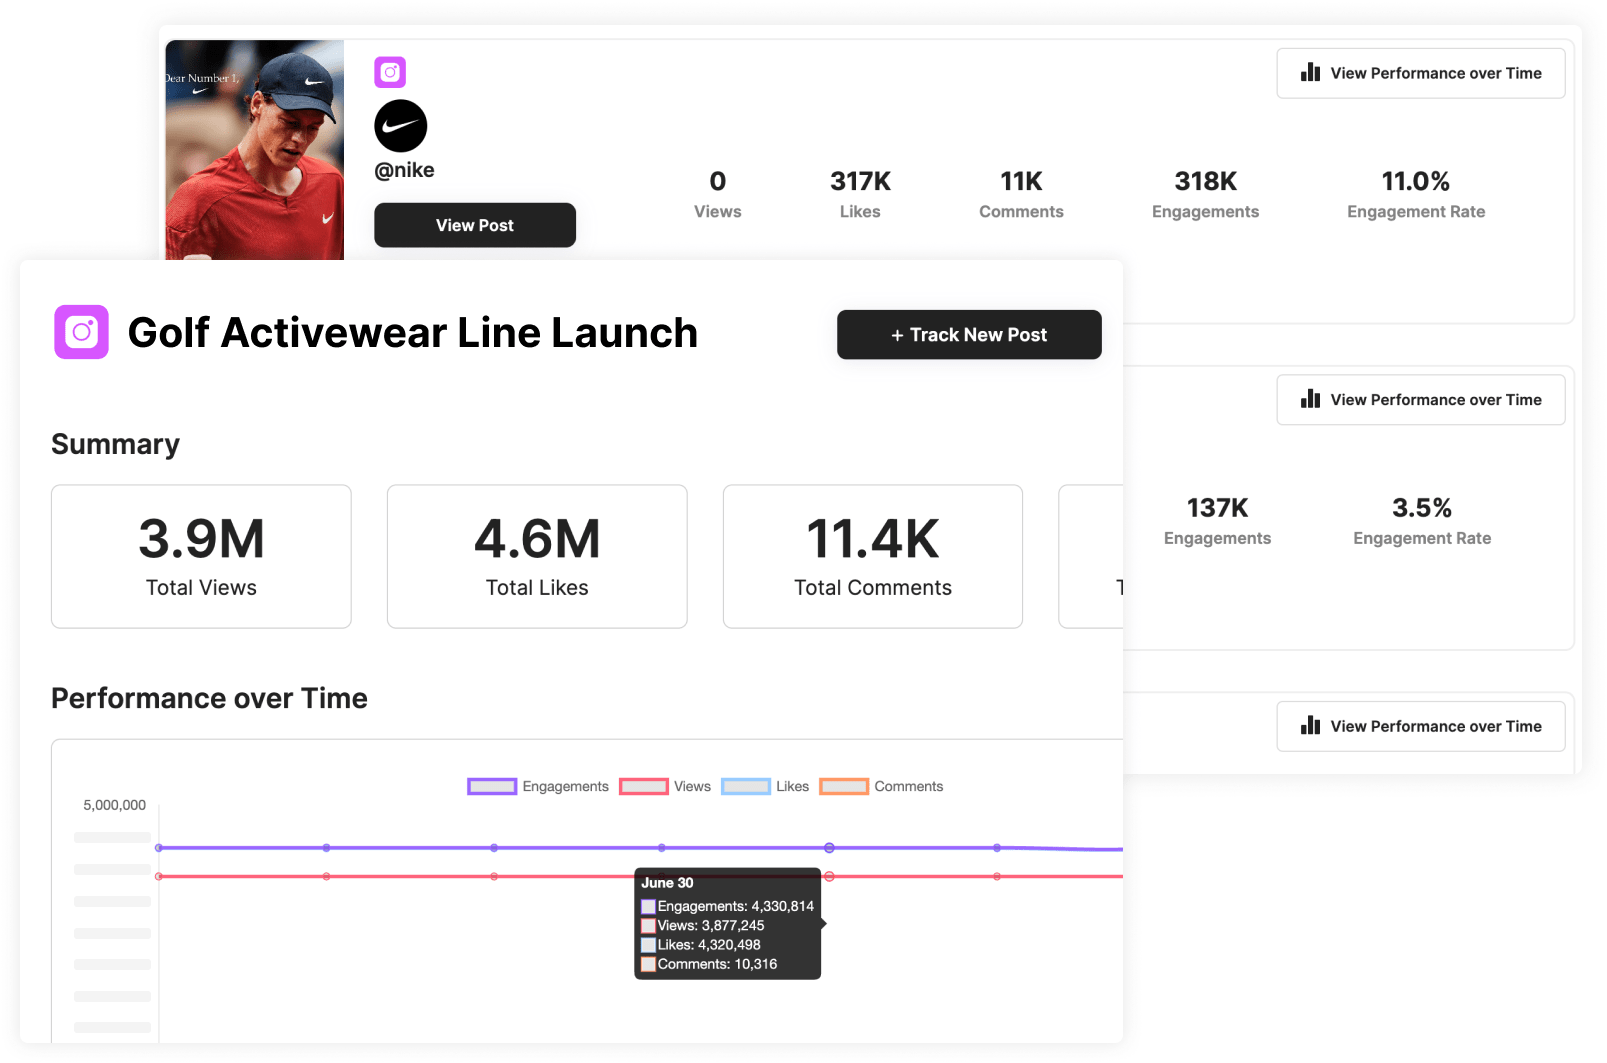 Dear Number 1,
@nike
View Post
View Performance over Time
0
Views
317K
Likes
11K
Comments
318K
Engagements
11.0%
Engagement Rate
Golf Activewear Line Launch
+ Track New Post
Summary
3.9M
Total Views
4.6M
Total Likes
11.4K
Total Comments
T
View Performance over Time
137K
Engagements
3.5%
Engagement Rate
View Performance over Time
Performance over Time
Engagements
Views
Likes
Comments
5,000,000
June 30
Engagements: 4,330,814
Views: 3,877,245
Likes: 4,320,498
Comments: 10,316